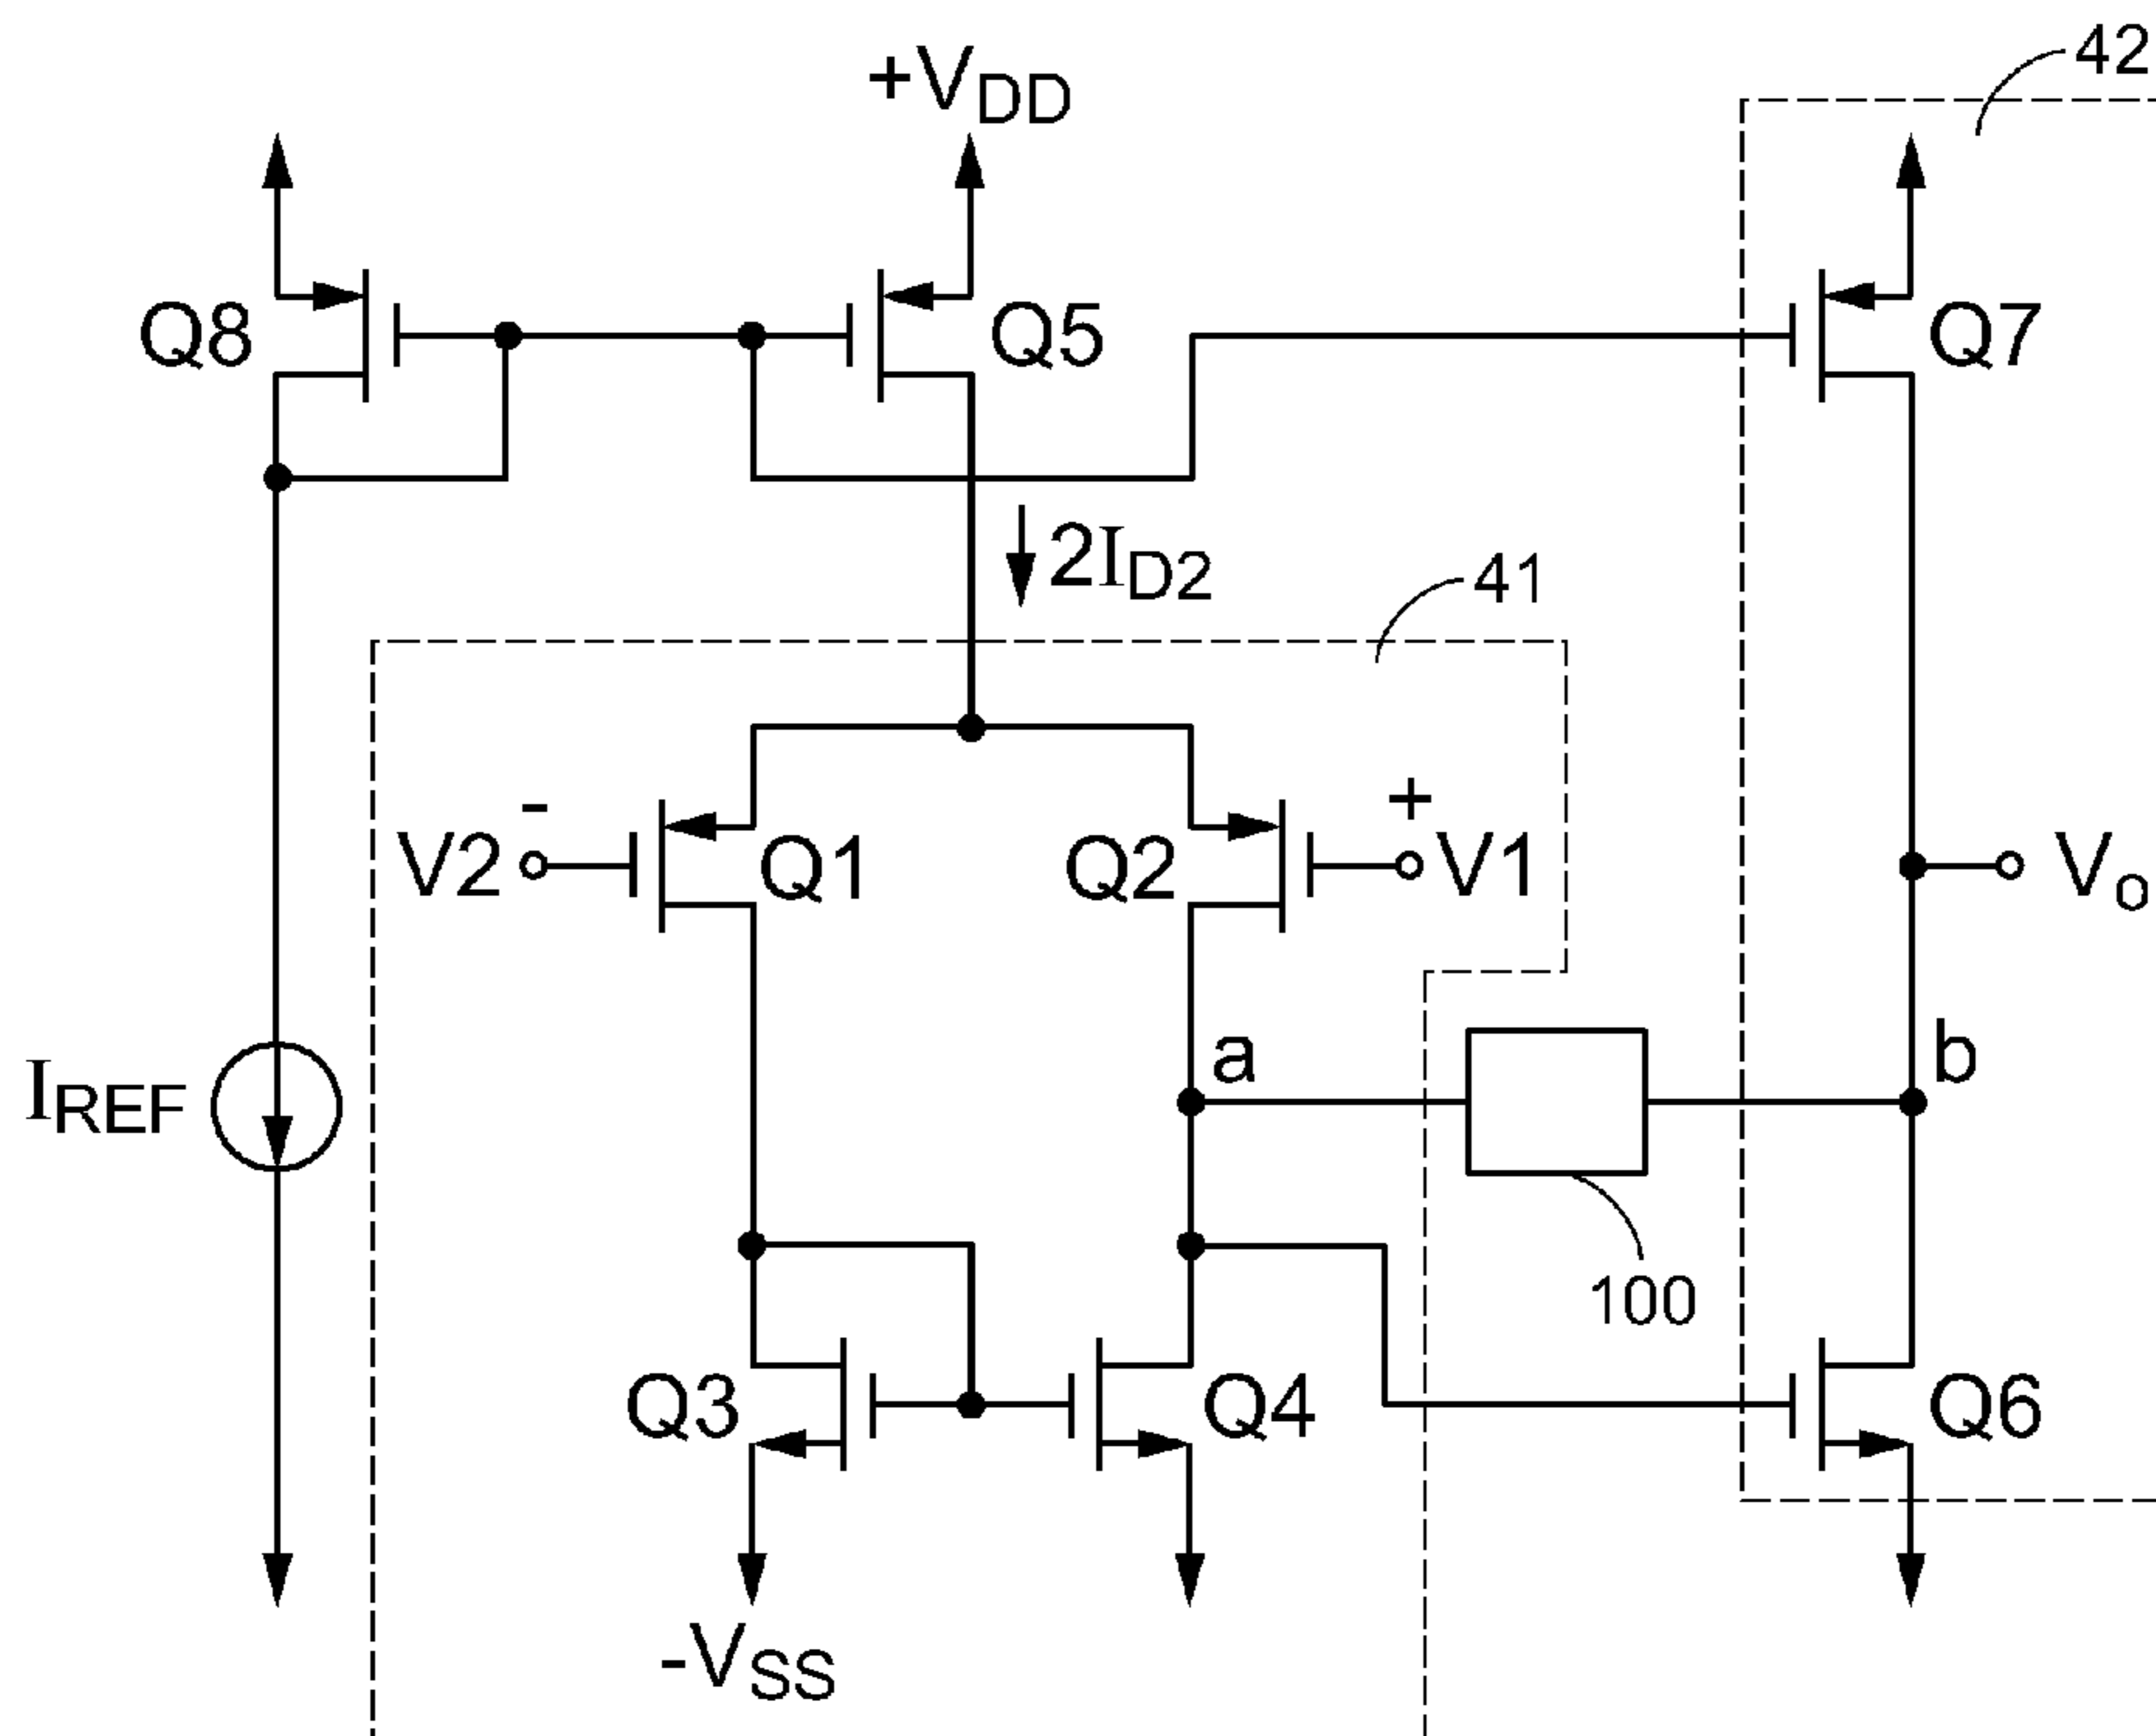 42
+VDD
Q8
Q5
Q7
2ID2
41
-
+
V2
Q1
Q2
V1
Vo
a
b
IREF
100
Q3
Q4
Q6
-VSS